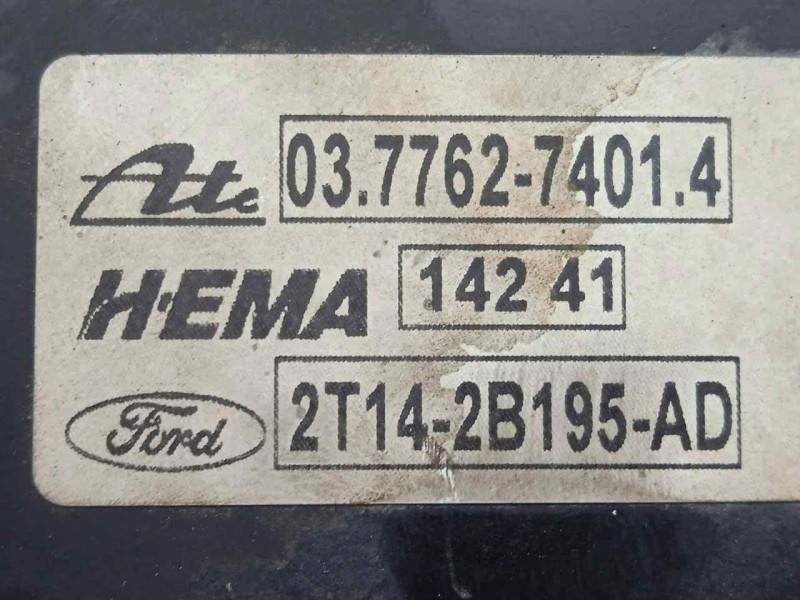 Ate 03.7762-7401.4
H-EMA 142 41
Ford 2T14-2B195-AD